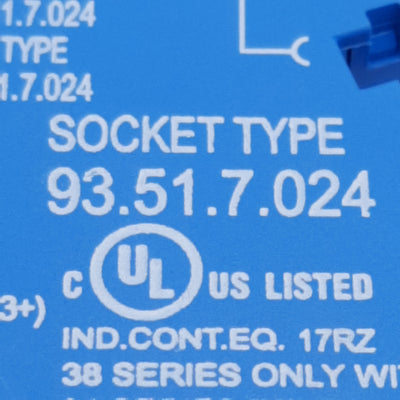 1.7.024
TYPE
1.7.024
SOCKET TYPE
93.51.7.024
C UL US LISTED
3+)
IND.CONT.EQ. 17RZ
38 SERIES ONLY WI